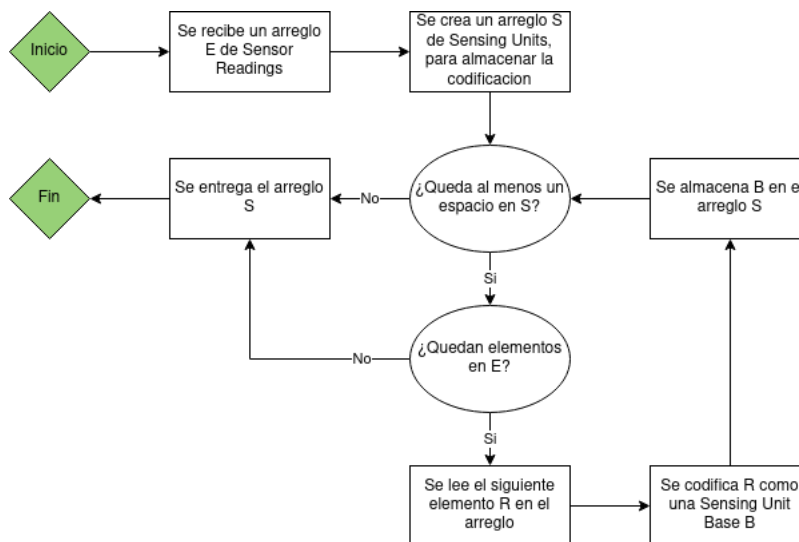 Inicio
Se recibe un arreglo
E de Sensor
Readings
Se crea un arreglo S
de Sensing Units,
para almacenar la
codificacion
Fin
Se entrega el arreglo
S
No
¿Queda al menos un
espacio en S?
Se almacena B en e
arreglo S
Si
No
¿Quedan elementos
en E?
Si
Se lee el siguiente
elemento R en el
arreglo
Se codifica R como
una Sensing Unit
Base B